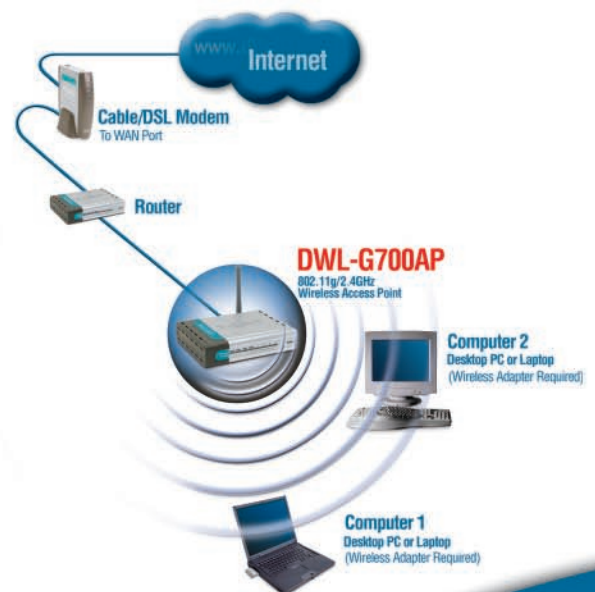 www.
Internet
Cable/DSL Modem
To WAN Port
Router
DWL-G700AP
802.11g/2.4GHz
Wireless Access Point
Computer 2
Desktop PC or Laptop
(Wireless Adapter Required)
Computer 1
Desktop PC or Laptop
(Wireless Adapter Required)